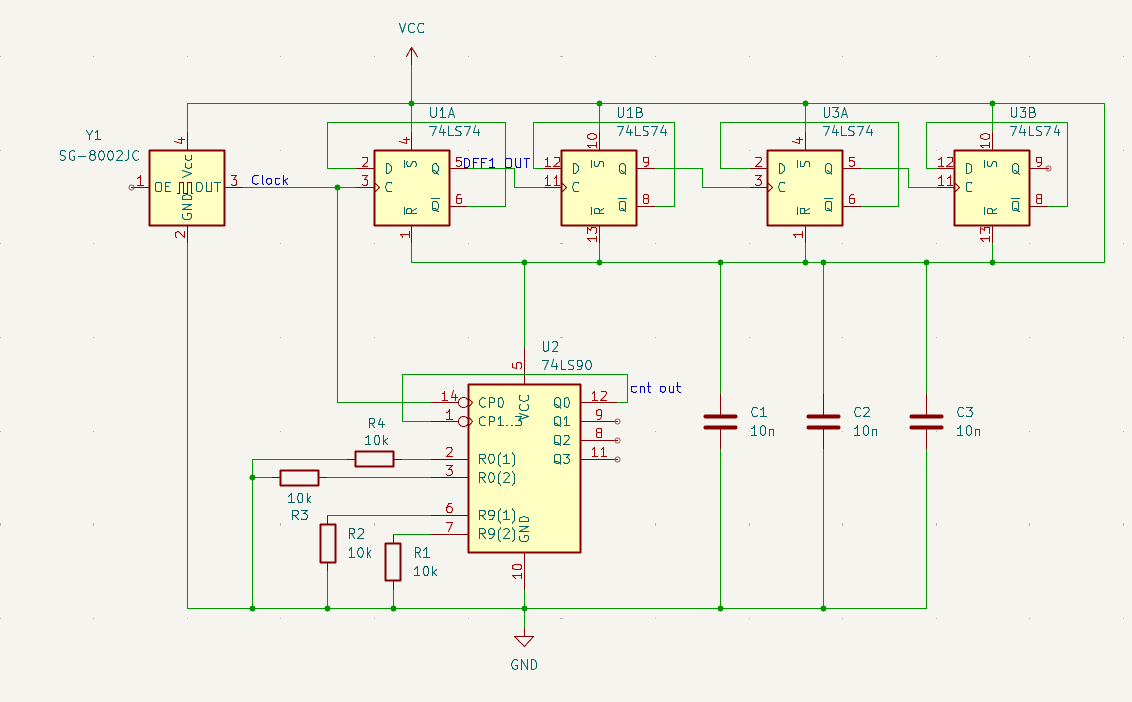 VCC
Y1
SG-8002JC
4
Vcc
1
OE
OUT
3
GND
2
Clock
U1A
74LS74
4
S
2
D
Q
5
3
C
Q
6
R
1
DFF1 OUT
U1B
74LS74
10
S
12
D
Q
9
11
C
Q
8
R
13
U3A
74LS74
4
S
2
D
Q
5
3
C
Q
6
R
1
U3B
74LS74
10
S
12
D
Q
9
11
C
Q
8
R
13
U2
74LS90
5
VCC
cnt out
14
CP0
Q0
12
1
CP1..3
Q1
9
Q2
8
2
R0(1)
Q3
11
3
R0(2)
6
R9(1)
7
R9(2)
GND
10
R4
10k
10k
R3
R2
10k
R1
10k
C1
10n
C2
10n
C3
10n
GND